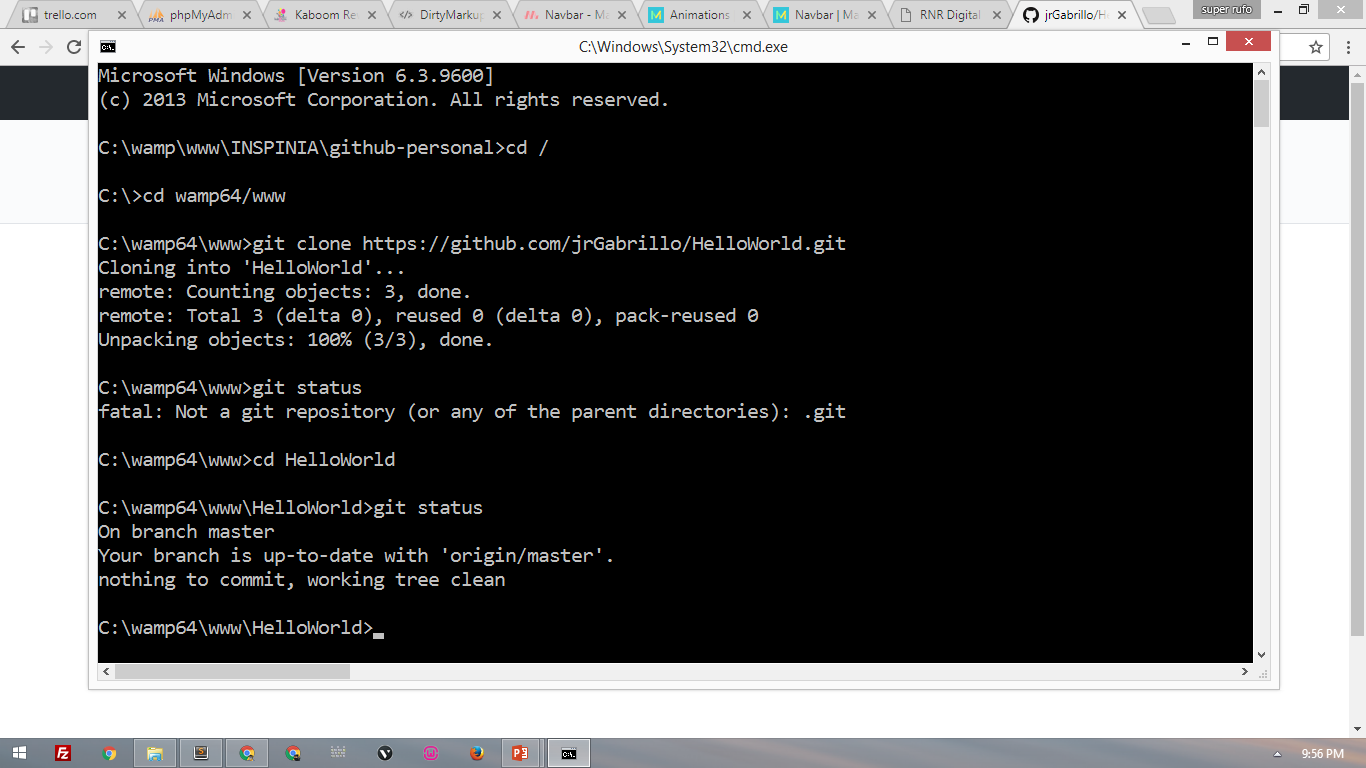 trello.com
phpMyAdm
Kaboom Re
DirtyMarkup
Navbar - Ma
Animations
Navbar | Ma
RNR Digital
jrGabrillo/He
super rufo
C:\Windows\System32\cmd.exe
Microsoft Windows [Version 6.3.9600]
(c) 2013 Microsoft Corporation. All rights reserved.
C:\wamp\www\INSPINIA\github-personal>cd /
C:\>cd wamp64/www
C:\wamp64\www>git clone https://github.com/jrGabrillo/HelloWorld.git
Cloning into 'HelloWorld'...
remote: Counting objects: 3, done.
remote: Total 3 (delta 0), reused 0 (delta 0), pack-reused 0
Unpacking objects: 100% (3/3), done.
C:\wamp64\www>git status
fatal: Not a git repository (or any of the parent directories): .git
C:\wamp64\www>cd HelloWorld
C:\wamp64\www\HelloWorld>git status
On branch master
Your branch is up-to-date with 'origin/master'.
nothing to commit, working tree clean
C:\wamp64\www\HelloWorld>
9:56 PM